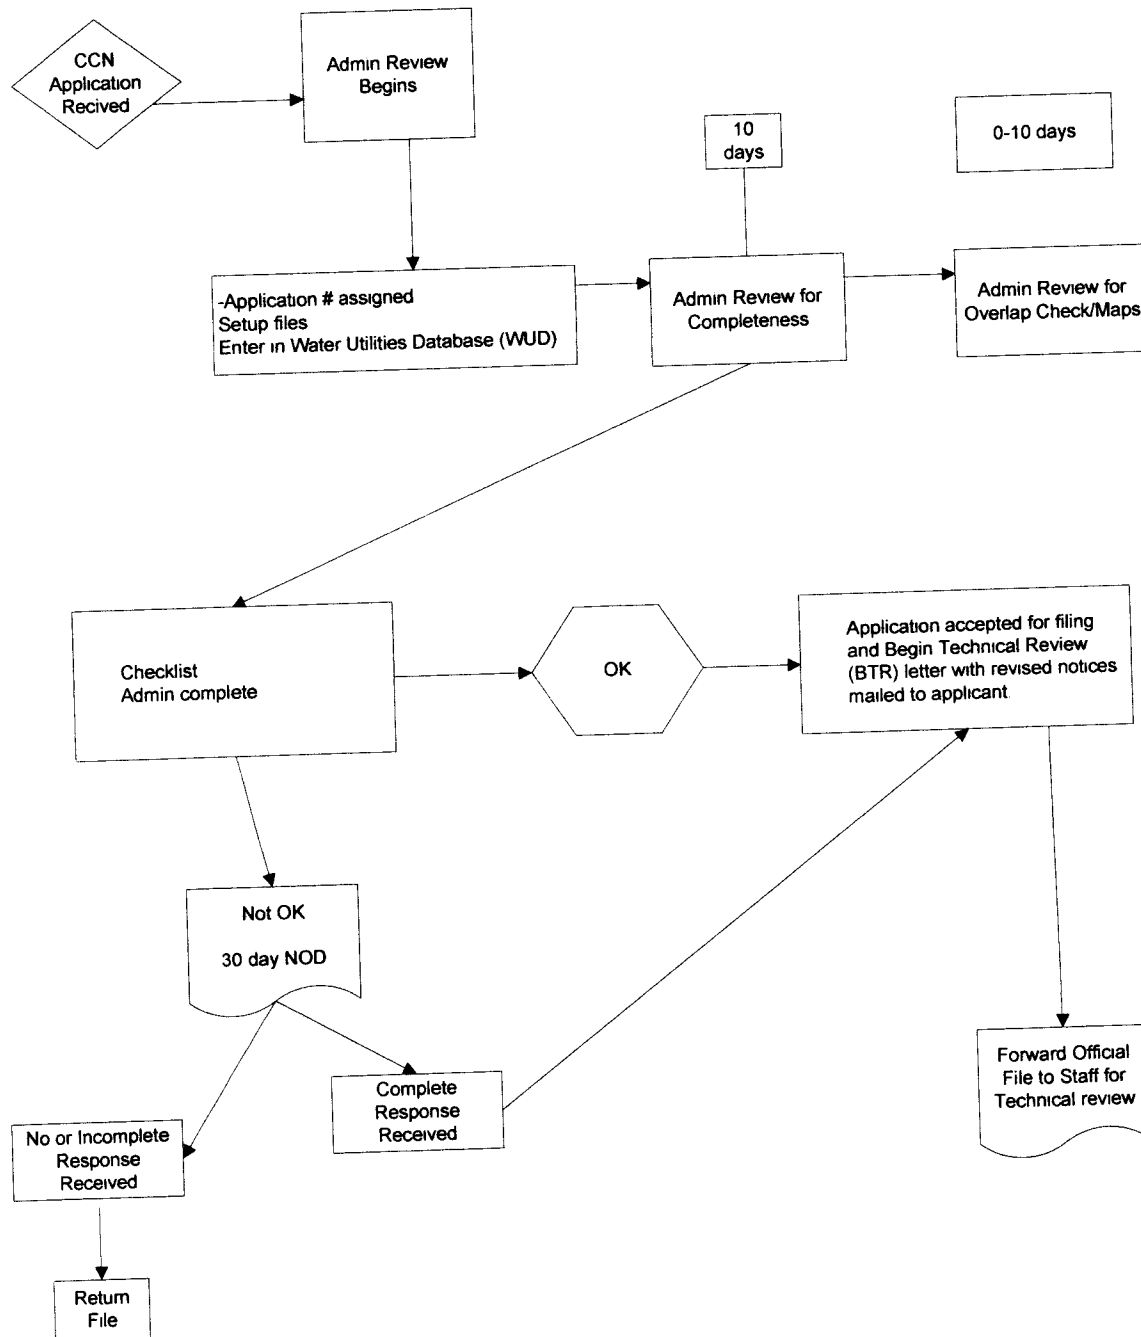 CCN
Application
Recived
Admin Review
Begins
10
days
0-10 days
-Application # assigned
Setup files
Enter in Water Utilities Database (WUD)
Admin Review for
Completeness
Admin Review for
Overlap Check/Maps
Checklist
Admin complete
OK
Application accepted for filing
and Begin Technical Review
(BTR) letter with revised notices
mailed to applicant
Not OK
30 day NOD
Complete
Response
Received
Forward Official
File to Staff for
Technical review
No or Incomplete
Response
Received
Return
File